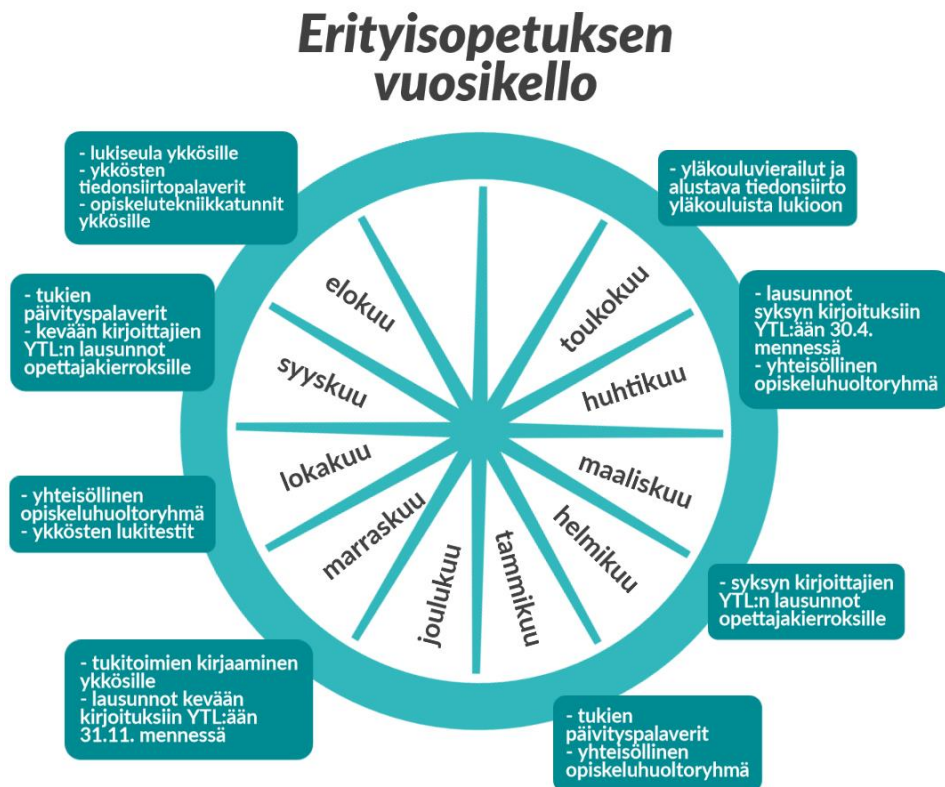 Erityisopetuksen
vuosikello
- lukiseula ykkösille
- ykkösten
tiedonsiirtopalaverit
- opiskelutekniikkatunnit
ykkösille
- yläkouluvierailut ja
alustava tiedonsiirto
yläkouluista lukioon
- tukien
päivityspalaverit
- kevään kirjoittajien
YTL:n lausunnot
opettajakierroksille
- lausunnot
syksyn kirjoituksiin
YTL:ään 30.4.
mennessä
- yhteisöllinen
opiskeluhuoltoryhmä
elokuu
toukokuu
syyskuu
huhtikuu
lokakuu
maaliskuu
marraskuu
helmikuu
joulukuu
tammikuu
- yhteisöllinen
opiskeluhuoltoryhmä
- ykkösten lukitestit
- syksyn kirjoittajien
YTL:n lausunnot
opettajakierroksille
- tukitoimien kirjaaminen
ykkösille
- lausunnot kevään
kirjoituksiin YTL:ään
31.11. mennessä
- tukien
päivityspalaverit
- yhteisöllinen
opiskeluhuoltoryhmä